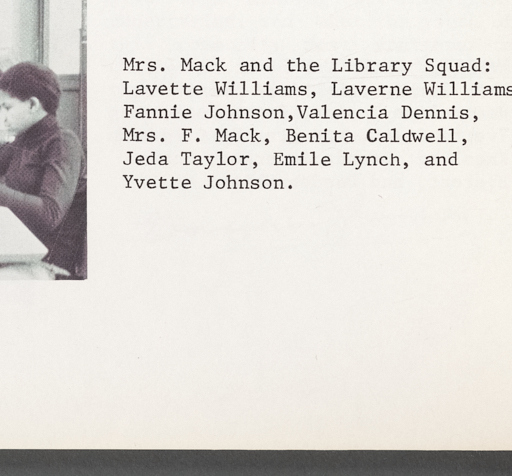 Mrs. Mack and the Library Squad:
Lavette Williams, Laverne Williams
Fannie Johnson,Valencia Dennis,
Mrs. F. Mack, Benita Caldwell,
Jeda Taylor, Emile Lynch, and
Yvette Johnson.